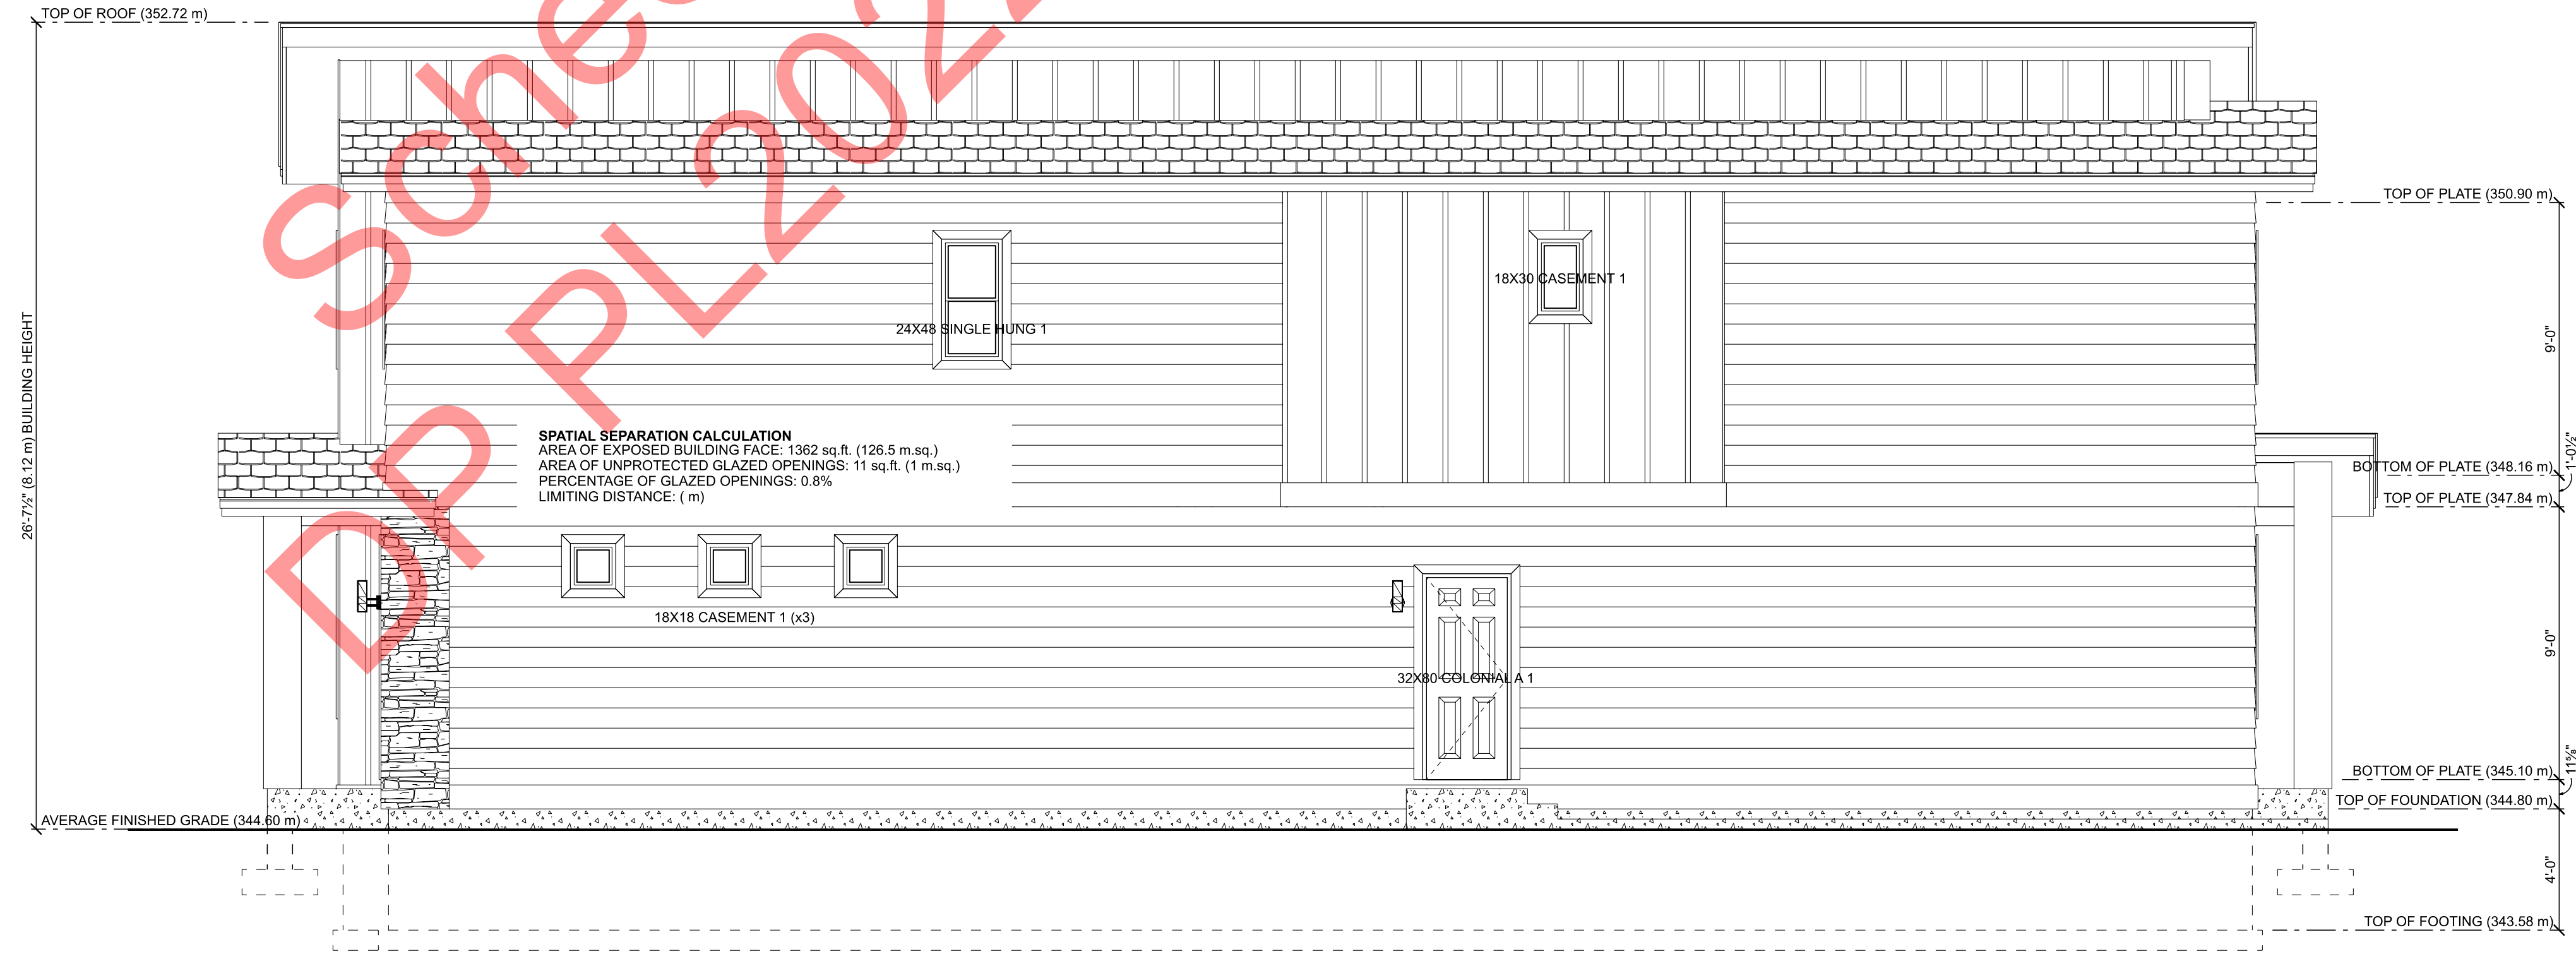 TOP OF ROOF (352.72 m)
26'-7½" (8.12 m) BUILDING HEIGHT
Sche
DP PL202
TOP OF PLATE (350.90 m)
18X30 CASEMENT 1
24X48 SINGLE HUNG 1
9'-0"
SPATIAL SEPARATION CALCULATION
AREA OF EXPOSED BUILDING FACE: 1362 sq.ft. (126.5 m.sq.)
AREA OF UNPROTECTED GLAZED OPENINGS: 11 sq.ft. (1 m.sq.)
PERCENTAGE OF GLAZED OPENINGS: 0.8%
LIMITING DISTANCE: ( m)
BOTTOM OF PLATE (348.16 m)
1'-0½"
TOP OF PLATE (347.84 m)
18X18 CASEMENT 1 (x3)
9'-0"
32X80 COLONIAL A 1
BOTTOM OF PLATE (345.10 m)
11⅝"
TOP OF FOUNDATION (344.80 m)
AVERAGE FINISHED GRADE (344.60 m)
4'-0"
TOP OF FOOTING (343.58 m)